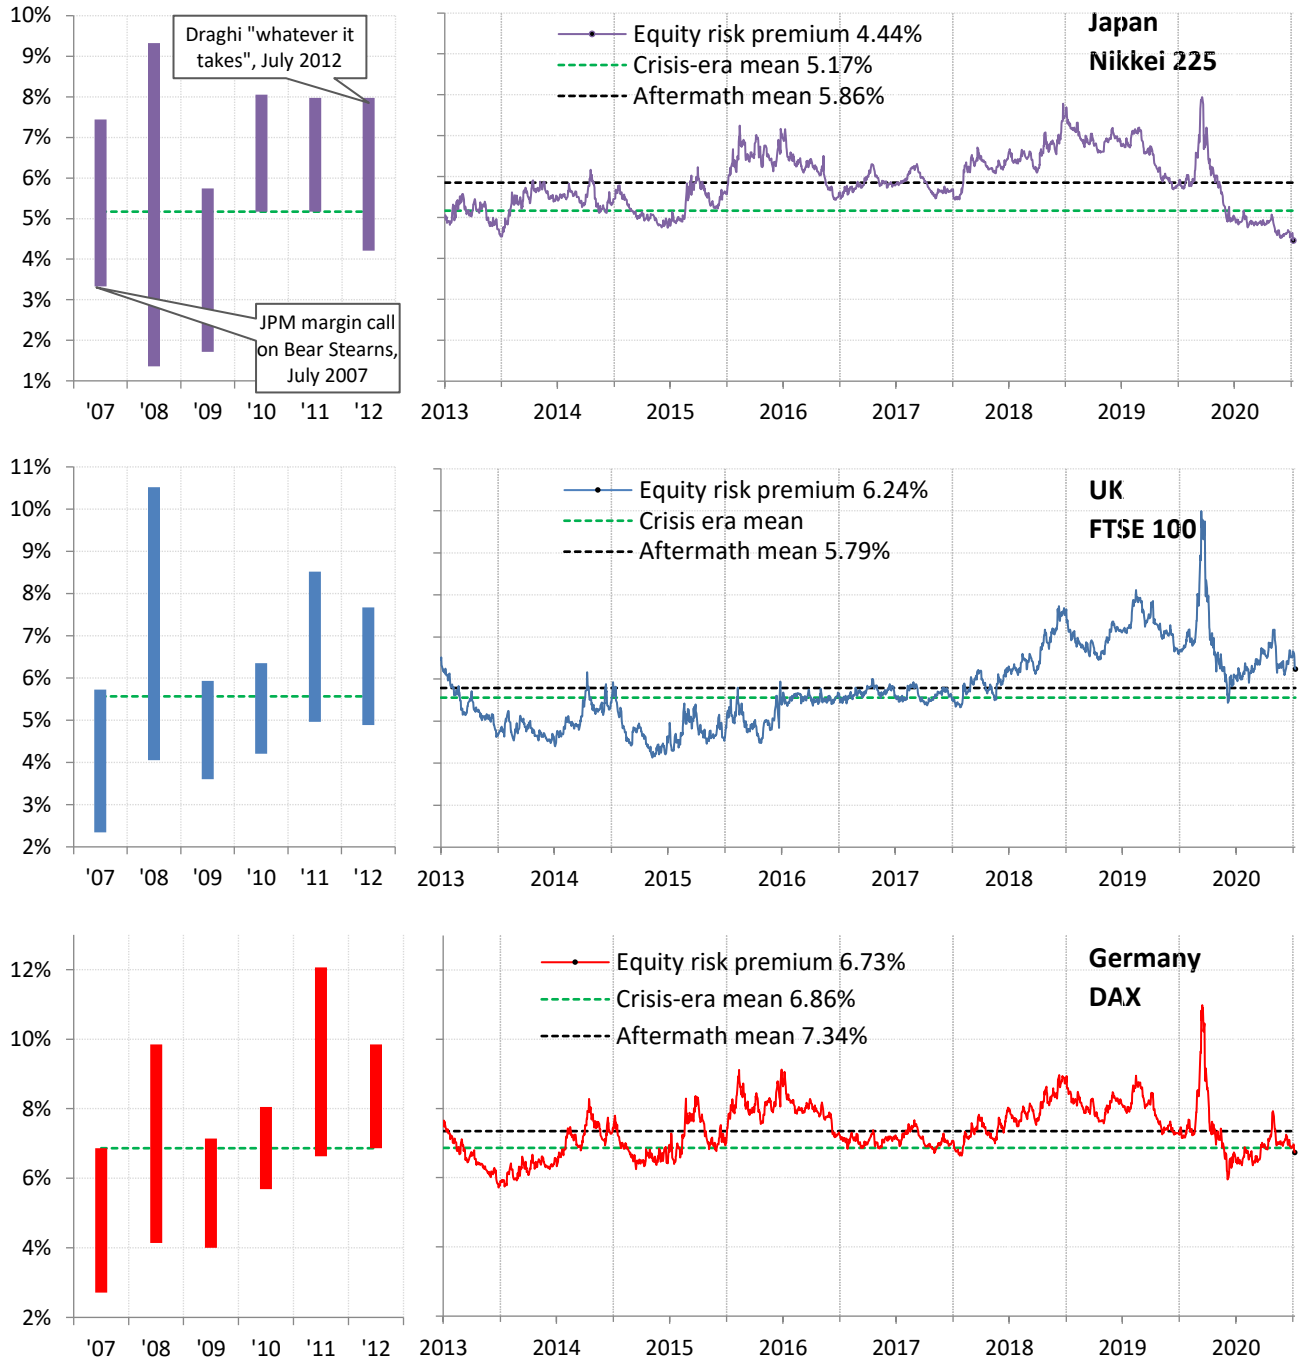 10%
9%
8%
7%
6%
5%
4%
3%
2%
1%
Draghi "whatever it
takes", July 2012
JPM margin call
on Bear Stearns,
July 2007
'07 '08 '09 '10 '11 '12
Equity risk premium 4.44%
Crisis-era mean 5.17%
Aftermath mean 5.86%
Japan
Nikkei 225
2013 2014 2015 2016 2017 2018 2019 2020
11%
10%
9%
8%
7%
6%
5%
4%
3%
2%
'07 '08 '09 '10 '11 '12
Equity risk premium 6.24%
Crisis era mean
Aftermath mean 5.79%
UK
FTSE 100
2013 2014 2015 2016 2017 2018 2019 2020
12%
10%
8%
6%
4%
2%
'07 '08 '09 '10 '11 '12
Equity risk premium 6.73%
Crisis-era mean 6.86%
Aftermath mean 7.34%
Germany
DAX
2013 2014 2015 2016 2017 2018 2019 2020